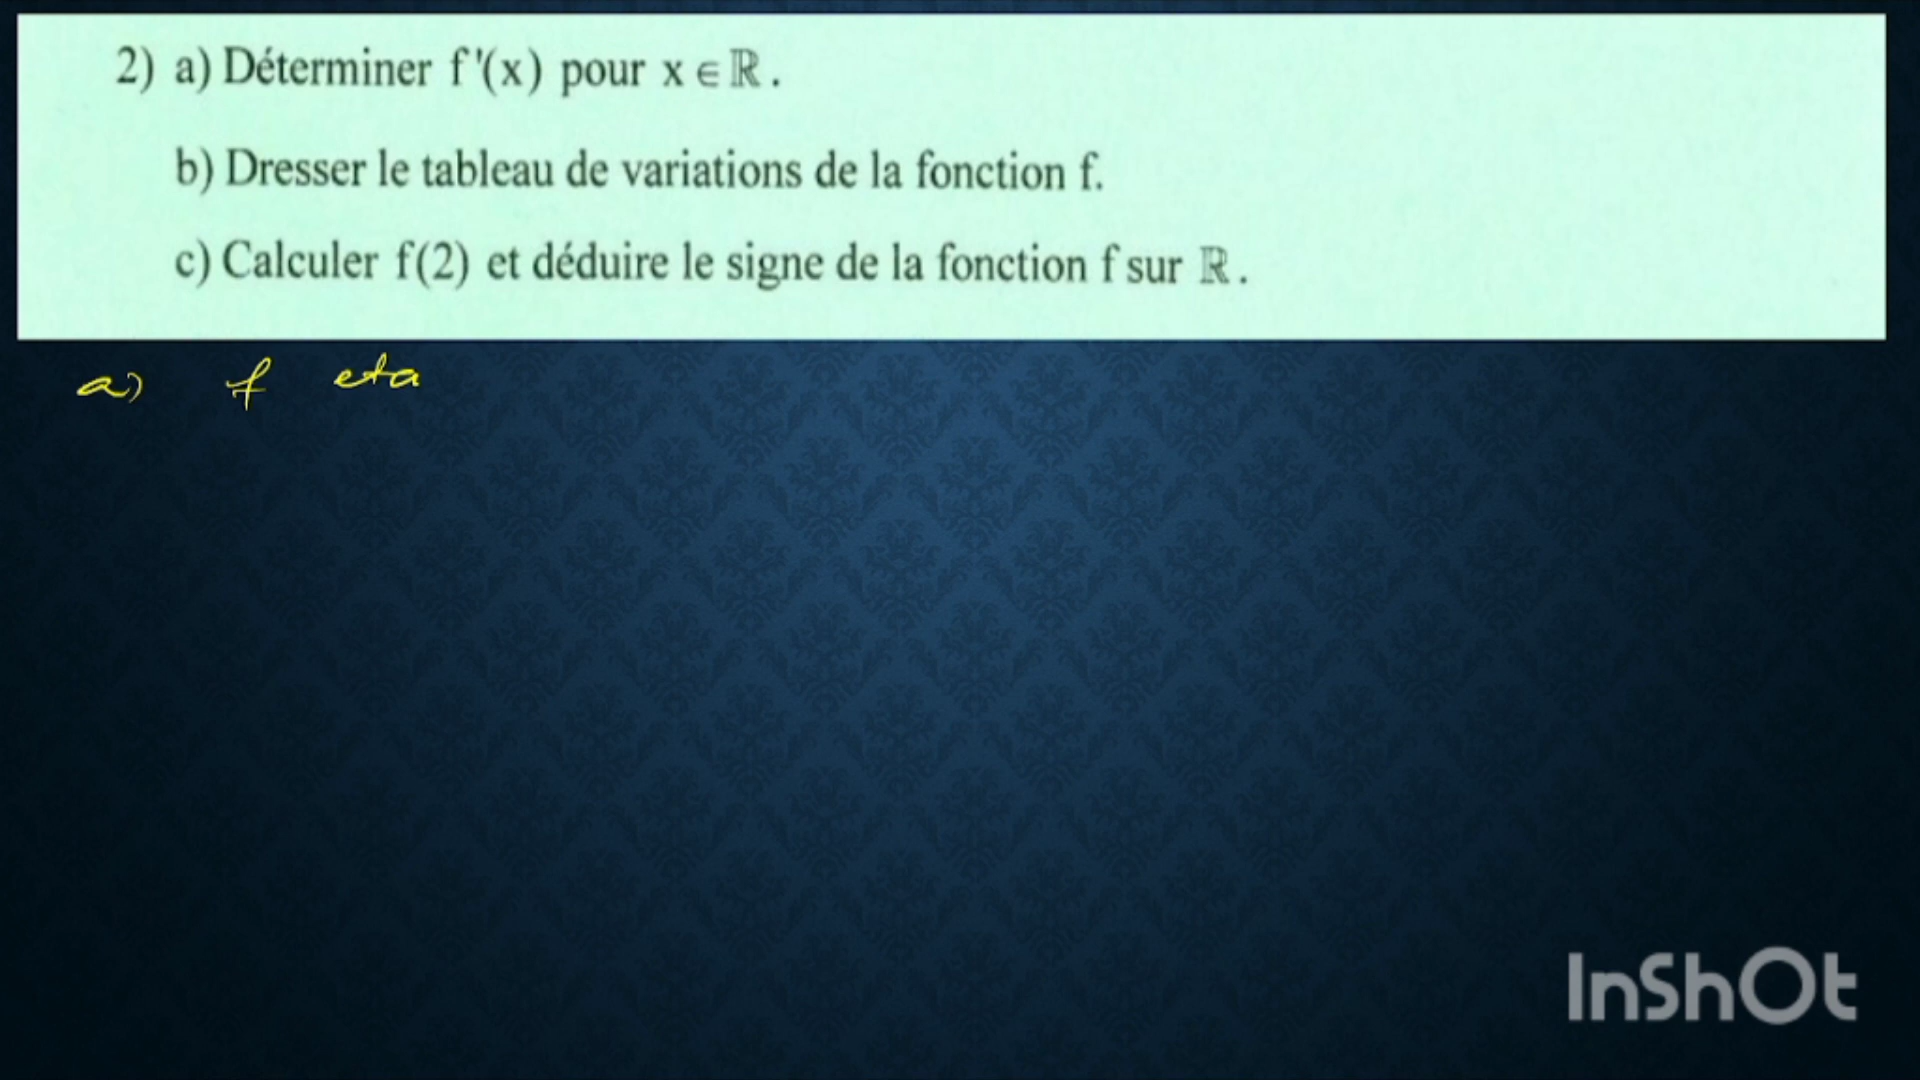 2) a) Déterminer f'(x) pour x ∈ ℝ.
b) Dresser le tableau de variations de la fonction f.
c) Calculer f(2) et déduire le signe de la fonction f sur ℝ.
a) f eta
InShOt